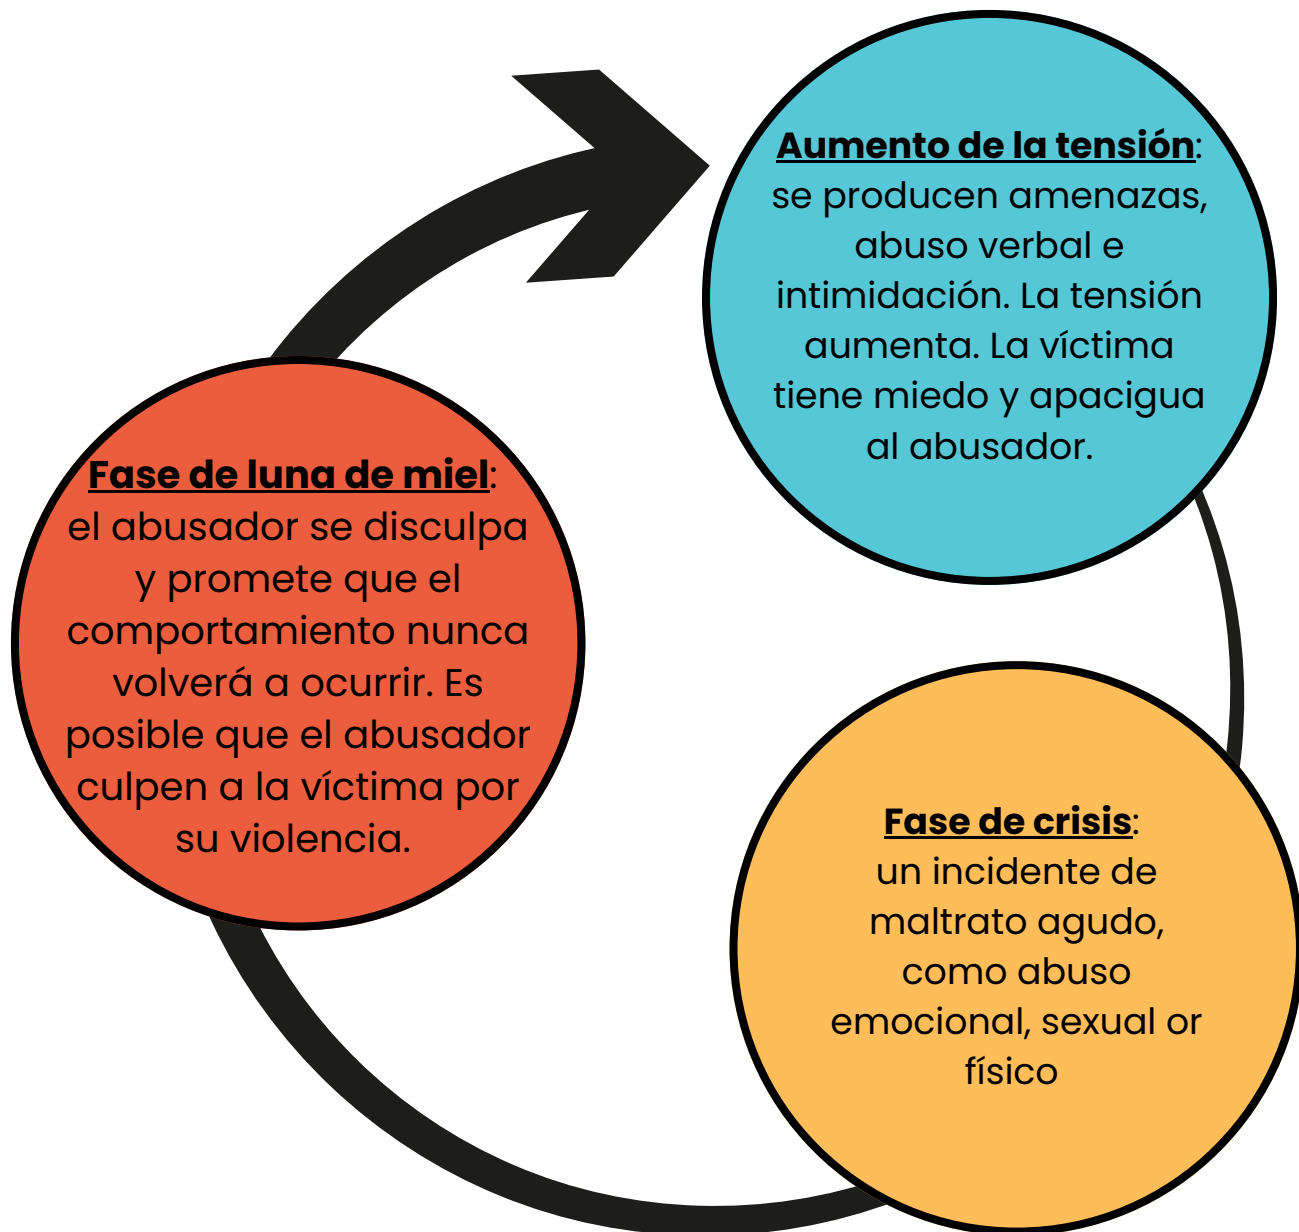 Aumento de la tensión:
se producen amenazas,
abuso verbal e
intimidación. La tensión
aumenta. La víctima
tiene miedo y apacigua
al abusador.
Fase de crisis:
un incidente de
maltrato agudo,
como abuso
emocional, sexual or
físico
Fase de luna de miel:
el abusador se disculpa
y promete que el
comportamiento nunca
volverá a ocurrir. Es
posible que el abusador
culpen a la víctima por
su violencia.